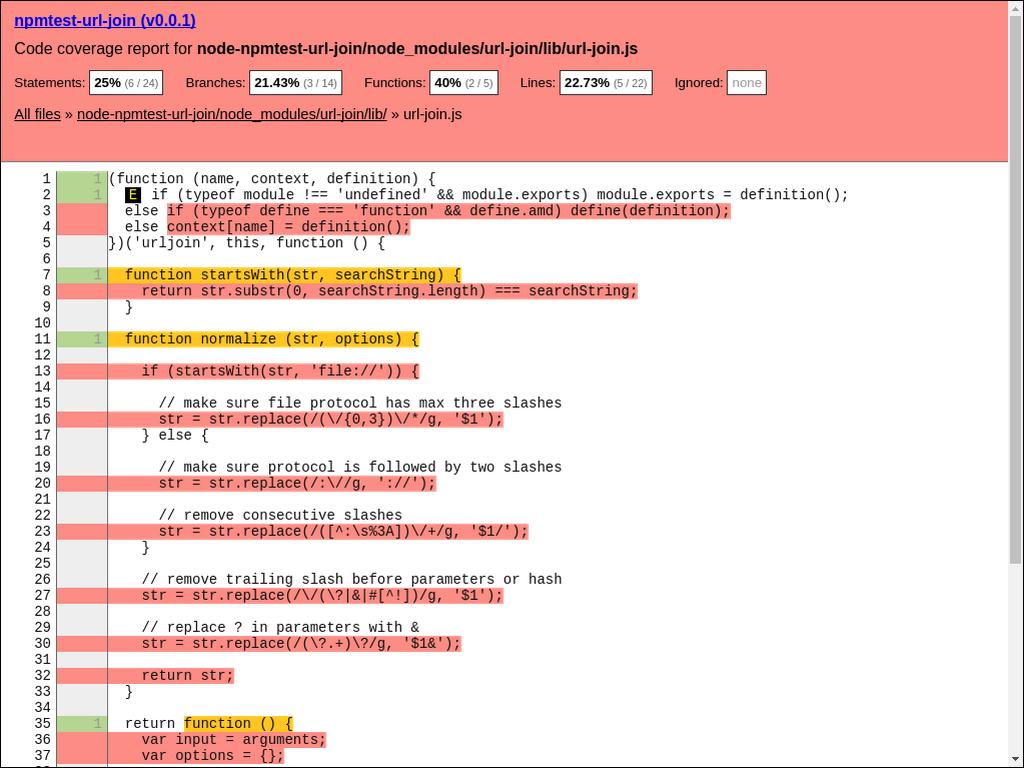 npmtest-url-join (v0.0.1)
Code coverage report for node-npmtest-url-join/node_modules/url-join/lib/url-join.js
Statements: 25% (6 / 24) Branches: 21.43% (3 / 14) Functions: 40% (2 / 5) Lines: 22.73% (5 / 22) Ignored: none
All files » node-npmtest-url-join/node_modules/url-join/lib/ » url-join.js
1 1 (function (name, context, definition) {
2 1 E if (typeof module !== 'undefined' && module.exports) module.exports = definition();
3 else if (typeof define === 'function' && define.amd) define(definition);
4 else context[name] = definition();
5 })('urljoin', this, function () {
6
7 1 function startsWith(str, searchString) {
8 return str.substr(0, searchString.length) === searchString;
9 }
10
11 1 function normalize (str, options) {
12
13 if (startsWith(str, 'file://')) {
14
15 // make sure file protocol has max three slashes
16 str = str.replace(/(\/{0,3})\/*/g, '$1');
17 } else {
18
19 // make sure protocol is followed by two slashes
20 str = str.replace(/:\//g, '://');
21
22 // remove consecutive slashes
23 str = str.replace(/([^:\s%3A])\/+/g, '$1/');
24 }
25
26 // remove trailing slash before parameters or hash
27 str = str.replace(/\/(\?|&|#[^!])/g, '$1');
28
29 // replace ? in parameters with &
30 str = str.replace(/(\?.+)\?/g, '$1&');
31
32 return str;
33 }
34
35 1 return function () {
36 var input = arguments;
37 var options = {};